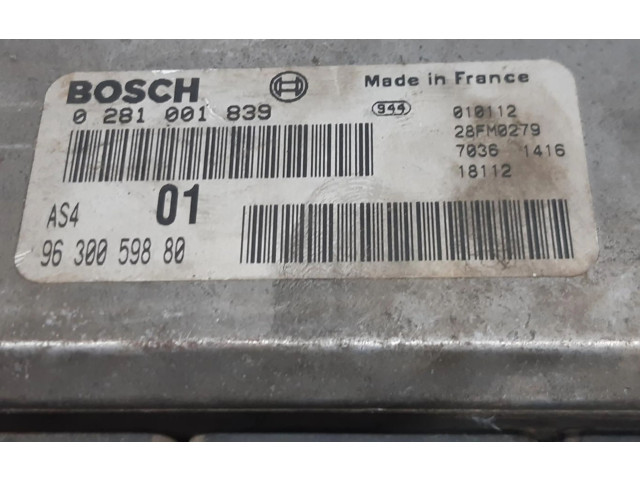 BOSCH
Made in France
0 281 001 839
944
010112
28FM0279
7036 1416
18112
AS4 01
96 300 598 80